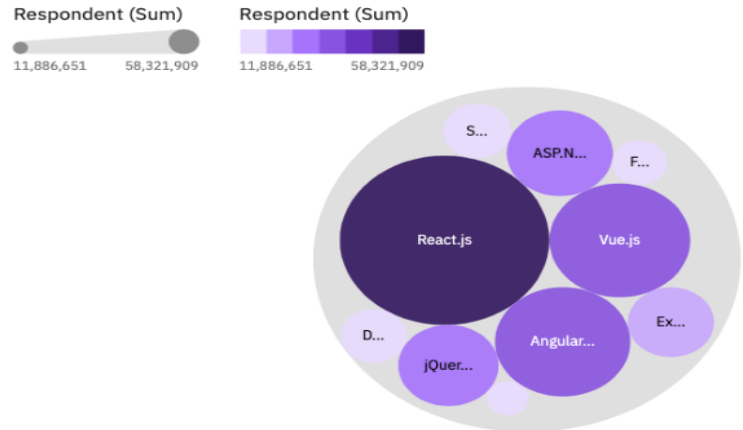 Respondent (Sum) Respondent (Sum)
11,886,651 58,321,909 11,886,651 58,321,909
S...
ASP.N...
F...
React.js
Vue.js
Ex...
D...
Angular...
jQuer...